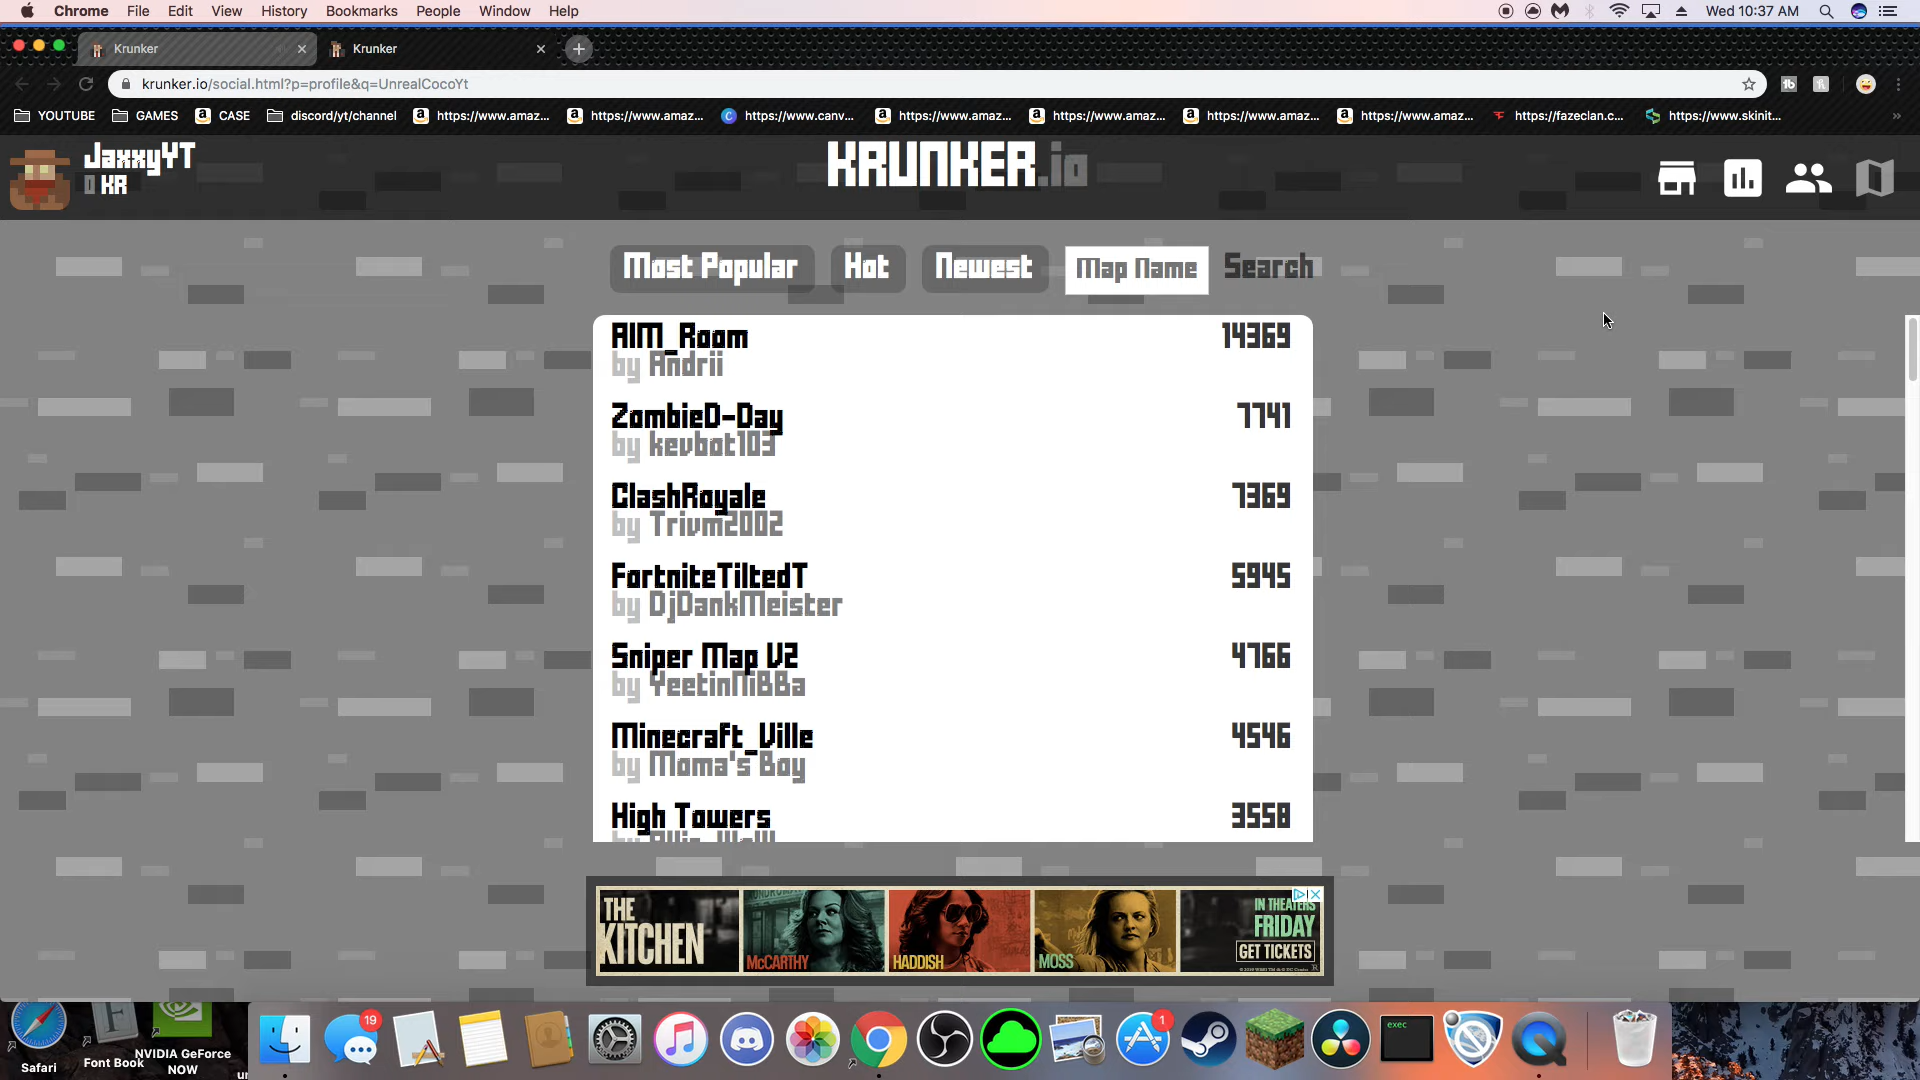 Chrome File Edit View History Bookmarks People Window Help Wed 10:37 AM
Krunker Krunker
krunker.io/social.html?p=profile&q=UnrealCocoYt
YOUTUBE GAMES CASE discord/yt/channel https://www.amaz... https://www.amaz... https://www.canv... https://www.amaz... https://www.amaz... https://www.amaz... https://www.amaz... https://fazeclan.c... https://www.skinit...
JaxxyYT
0 KR
KRUNKER.io
Most Popular Hot Newest Map Name Search
AIM_Room 14369
by Andrii
ZombieD-Day 7741
by kevbot103
ClashRoyale 7369
by Trivm2002
FortniteTiltedT 5945
by DjDankMeister
Sniper Map V2 4766
by YeetinNiBBa
Minecraft_Ville 4546
by Moma's Boy
High Towers 3558
by
THE KITCHEN
McCARTHY
HADDISH
MOSS
IN THEATERS
FRIDAY
GET TICKETS
19
1
exec
Safari
Font Book
NVIDIA GeForce
NOW